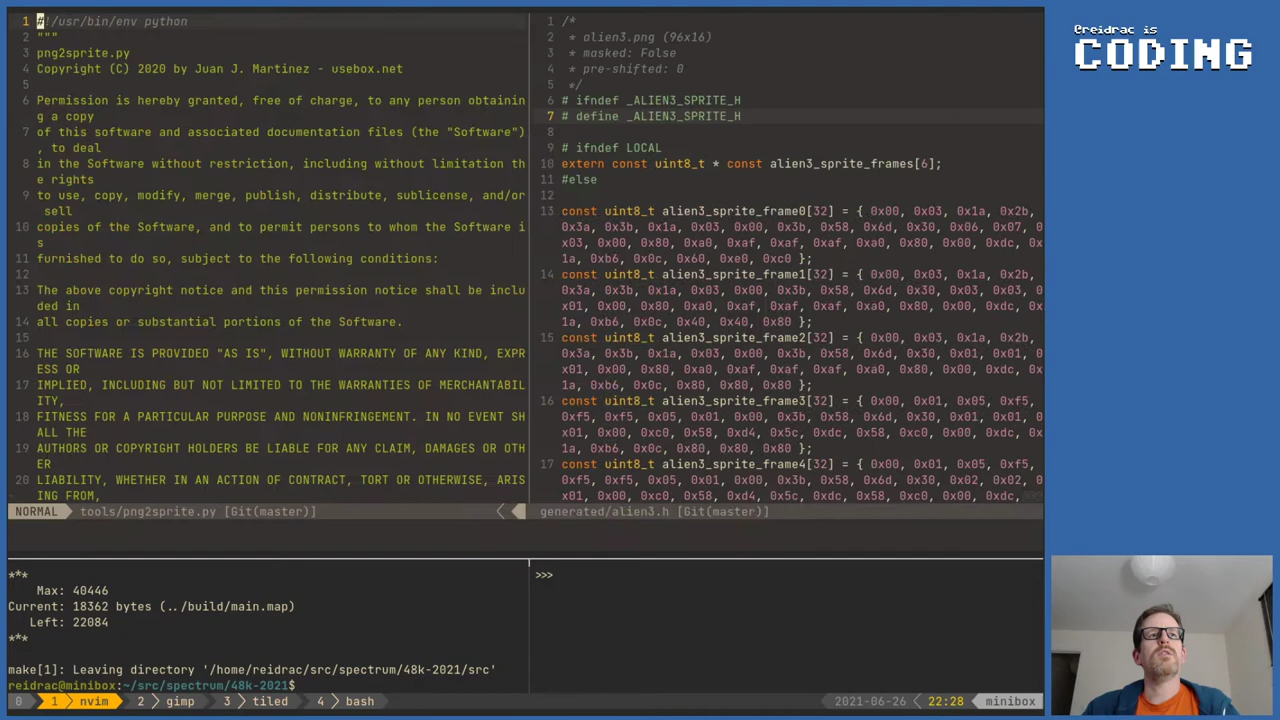 1 #!/usr/bin/env python
2 """
3 png2sprite.py
4 Copyright (C) 2020 by Juan J. Martinez - usebox.net
5
6 Permission is hereby granted, free of charge, to any person obtainin
g a copy
7 of this software and associated documentation files (the "Software")
, to deal
8 in the Software without restriction, including without limitation th
e rights
9 to use, copy, modify, merge, publish, distribute, sublicense, and/or
sell
10 copies of the Software, and to permit persons to whom the Software i
s
11 furnished to do so, subject to the following conditions:
12
13 The above copyright notice and this permission notice shall be inclu
ded in
14 all copies or substantial portions of the Software.
15
16 THE SOFTWARE IS PROVIDED "AS IS", WITHOUT WARRANTY OF ANY KIND, EXPR
ESS OR
17 IMPLIED, INCLUDING BUT NOT LIMITED TO THE WARRANTIES OF MERCHANTABIL
ITY,
18 FITNESS FOR A PARTICULAR PURPOSE AND NONINFRINGEMENT. IN NO EVENT SH
ALL THE
19 AUTHORS OR COPYRIGHT HOLDERS BE LIABLE FOR ANY CLAIM, DAMAGES OR OTH
ER
20 LIABILITY, WHETHER IN AN ACTION OF CONTRACT, TORT OR OTHERWISE, ARIS
ING FROM,
NORMAL tools/png2sprite.py [Git(master)]
1 /*
2 * alien3.png (96x16)
3 * masked: False
4 * pre-shifted: 0
5 */
6 # ifndef _ALIEN3_SPRITE_H
7 # define _ALIEN3_SPRITE_H
8
9 # ifndef LOCAL
10 extern const uint8_t * const alien3_sprite_frames[6];
11 #else
12
13 const uint8_t alien3_sprite_frame0[32] = { 0x00, 0x03, 0x1a, 0x2b,
0x3a, 0x3b, 0x1a, 0x03, 0x00, 0x3b, 0x58, 0x6d, 0x30, 0x06, 0x07, 0
x03, 0x00, 0x80, 0xa0, 0xaf, 0xaf, 0xaf, 0xa0, 0x80, 0x00, 0xdc, 0x
1a, 0xb6, 0x0c, 0x60, 0xe0, 0xc0 };
14 const uint8_t alien3_sprite_frame1[32] = { 0x00, 0x03, 0x1a, 0x2b,
0x3a, 0x3b, 0x1a, 0x03, 0x00, 0x3b, 0x58, 0x6d, 0x30, 0x03, 0x03, 0
x01, 0x00, 0x80, 0xa0, 0xaf, 0xaf, 0xaf, 0xa0, 0x80, 0x00, 0xdc, 0x
1a, 0xb6, 0x0c, 0x40, 0x40, 0x80 };
15 const uint8_t alien3_sprite_frame2[32] = { 0x00, 0x03, 0x1a, 0x2b,
0x3a, 0x3b, 0x1a, 0x03, 0x00, 0x3b, 0x58, 0x6d, 0x30, 0x01, 0x01, 0
x01, 0x00, 0x80, 0xa0, 0xaf, 0xaf, 0xaf, 0xa0, 0x80, 0x00, 0xdc, 0x
1a, 0xb6, 0x0c, 0x80, 0x80, 0x80 };
16 const uint8_t alien3_sprite_frame3[32] = { 0x00, 0x01, 0x05, 0xf5,
0xf5, 0xf5, 0x05, 0x01, 0x00, 0x3b, 0x58, 0x6d, 0x30, 0x01, 0x01, 0
x01, 0x00, 0xc0, 0x58, 0xd4, 0x5c, 0xdc, 0x58, 0xc0, 0x00, 0xdc, 0x
1a, 0xb6, 0x0c, 0x80, 0x80, 0x80 };
17 const uint8_t alien3_sprite_frame4[32] = { 0x00, 0x01, 0x05, 0xf5,
0xf5, 0xf5, 0x05, 0x01, 0x00, 0x3b, 0x58, 0x6d, 0x30, 0x02, 0x02, 0
x01, 0x00, 0xc0, 0x58, 0xd4, 0x5c, 0xdc, 0x58, 0xc0, 0x00, 0xdc,
generated/alien3.h [Git(master)]
@reidrac is
CODING
***
Max: 40446
Current: 18362 bytes (../build/main.map)
Left: 22084
***
make[1]: Leaving directory '/home/reidrac/src/spectrum/48k-2021/src'
reidrac@minibox:~/src/spectrum/48k-2021$
>>>
0 1 nvim 2 gimp 3 tiled 4 bash 2021-06-26 22:28 minibox